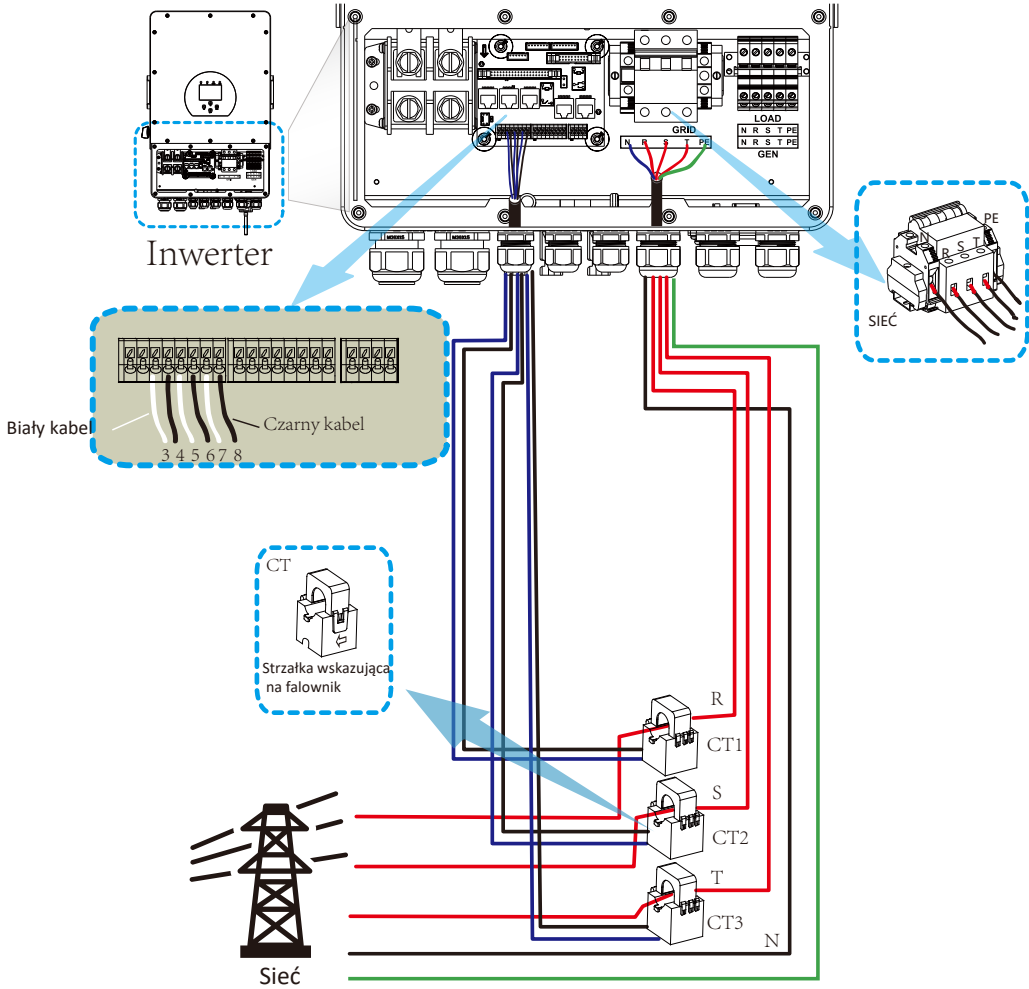 GRID
N R S T PE
LOAD
N R S T PE
N R S T PE
GEN
Inwerter
PE
R S T
SIEĆ
Biały kabel
Czarny kabel
3 4 5 6 7 8
CT
Strzałka wskazująca
na falownik
R
CT1
S
CT2
T
CT3
N
Sieć